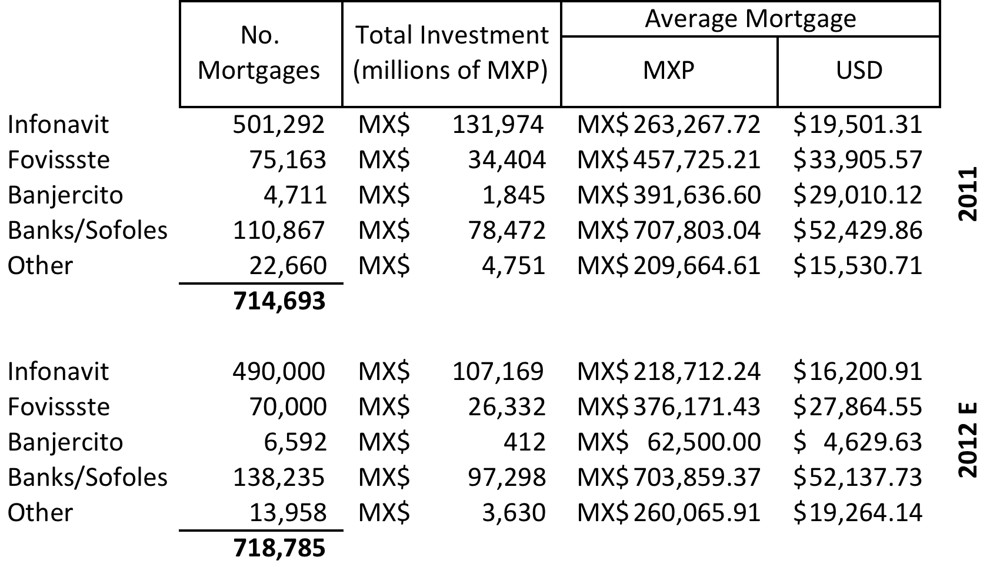 Average Mortgage
No. Total Investment
Mortgages (millions of MXP) MXP USD
Infonavit 501,292 MX$ 131,974 MX$ 263,267.72 $19,501.31
Fovissste 75,163 MX$ 34,404 MX$ 457,725.21 $33,905.57
Banjercito 4,711 MX$ 1,845 MX$ 391,636.60 $29,010.12
Banks/Sofoles 110,867 MX$ 78,472 MX$ 707,803.04 $52,429.86
Other 22,660 MX$ 4,751 MX$ 209,664.61 $15,530.71
714,693
2011
Infonavit 490,000 MX$ 107,169 MX$ 218,712.24 $16,200.91
Fovissste 70,000 MX$ 26,332 MX$ 376,171.43 $27,864.55
Banjercito 6,592 MX$ 412 MX$ 62,500.00 $ 4,629.63
Banks/Sofoles 138,235 MX$ 97,298 MX$ 703,859.37 $52,137.73
Other 13,958 MX$ 3,630 MX$ 260,065.91 $19,264.14
718,785
2012 E